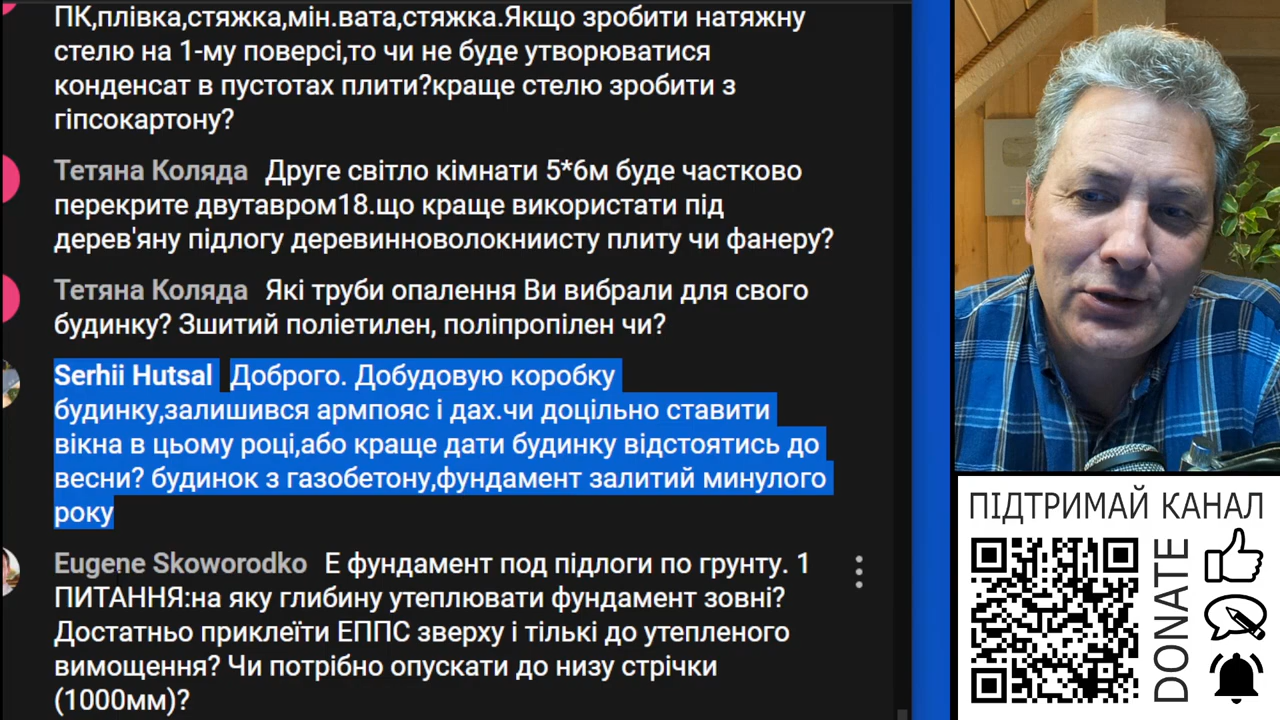 ПК,плівка,стяжка,мін.вата,стяжка.Якщо зробити натяжну
стелю на 1-му поверсі,то чи не буде утворюватися
конденсат в пустотах плити?краще стелю зробити з
гіпсокартону?
Тетяна Коляда Друге світло кімнати 5*6м буде частково
перекрите двутавром18.що краще використати під
дерев'яну підлогу деревинноволокниисту плиту чи фанеру?
Тетяна Коляда Які труби опалення Ви вибрали для свого
будинку? Зшитий поліетилен, поліпропілен чи?
Serhii Hutsal Доброго. Добудовую коробку
будинку,залишився армпояс і дах.чи доцільно ставити
вікна в цьому році,або краще дати будинку відстоятись до
весни? будинок з газобетону,фундамент залитий минулого
року
Eugene Skoworodko Е фундамент под підлоги по грунту. 1
ПИТАННЯ:на яку глибину утеплювати фундамент зовні?
Достатньо приклеїти ЕППС зверху і тількі до утепленого
вимощення? Чи потрібно опускати до низу стрічки
(1000мм)?
ПІДТРИМАЙ КАНАЛ
DONATE